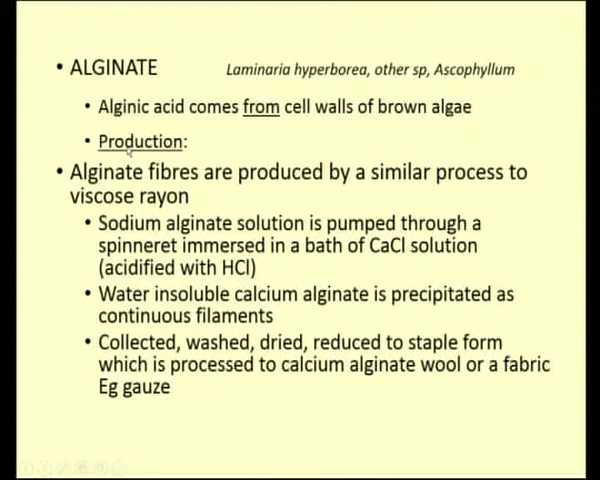 • ALGINATE Laminaria hyperborea, other sp, Ascophyllum
• Alginic acid comes from cell walls of brown algae
• Production:
• Alginate fibres are produced by a similar process to
viscose rayon
• Sodium alginate solution is pumped through a
spinneret immersed in a bath of CaCl solution
(acidified with HCl)
• Water insoluble calcium alginate is precipitated as
continuous filaments
• Collected, washed, dried, reduced to staple form
which is processed to calcium alginate wool or a fabric
Eg gauze